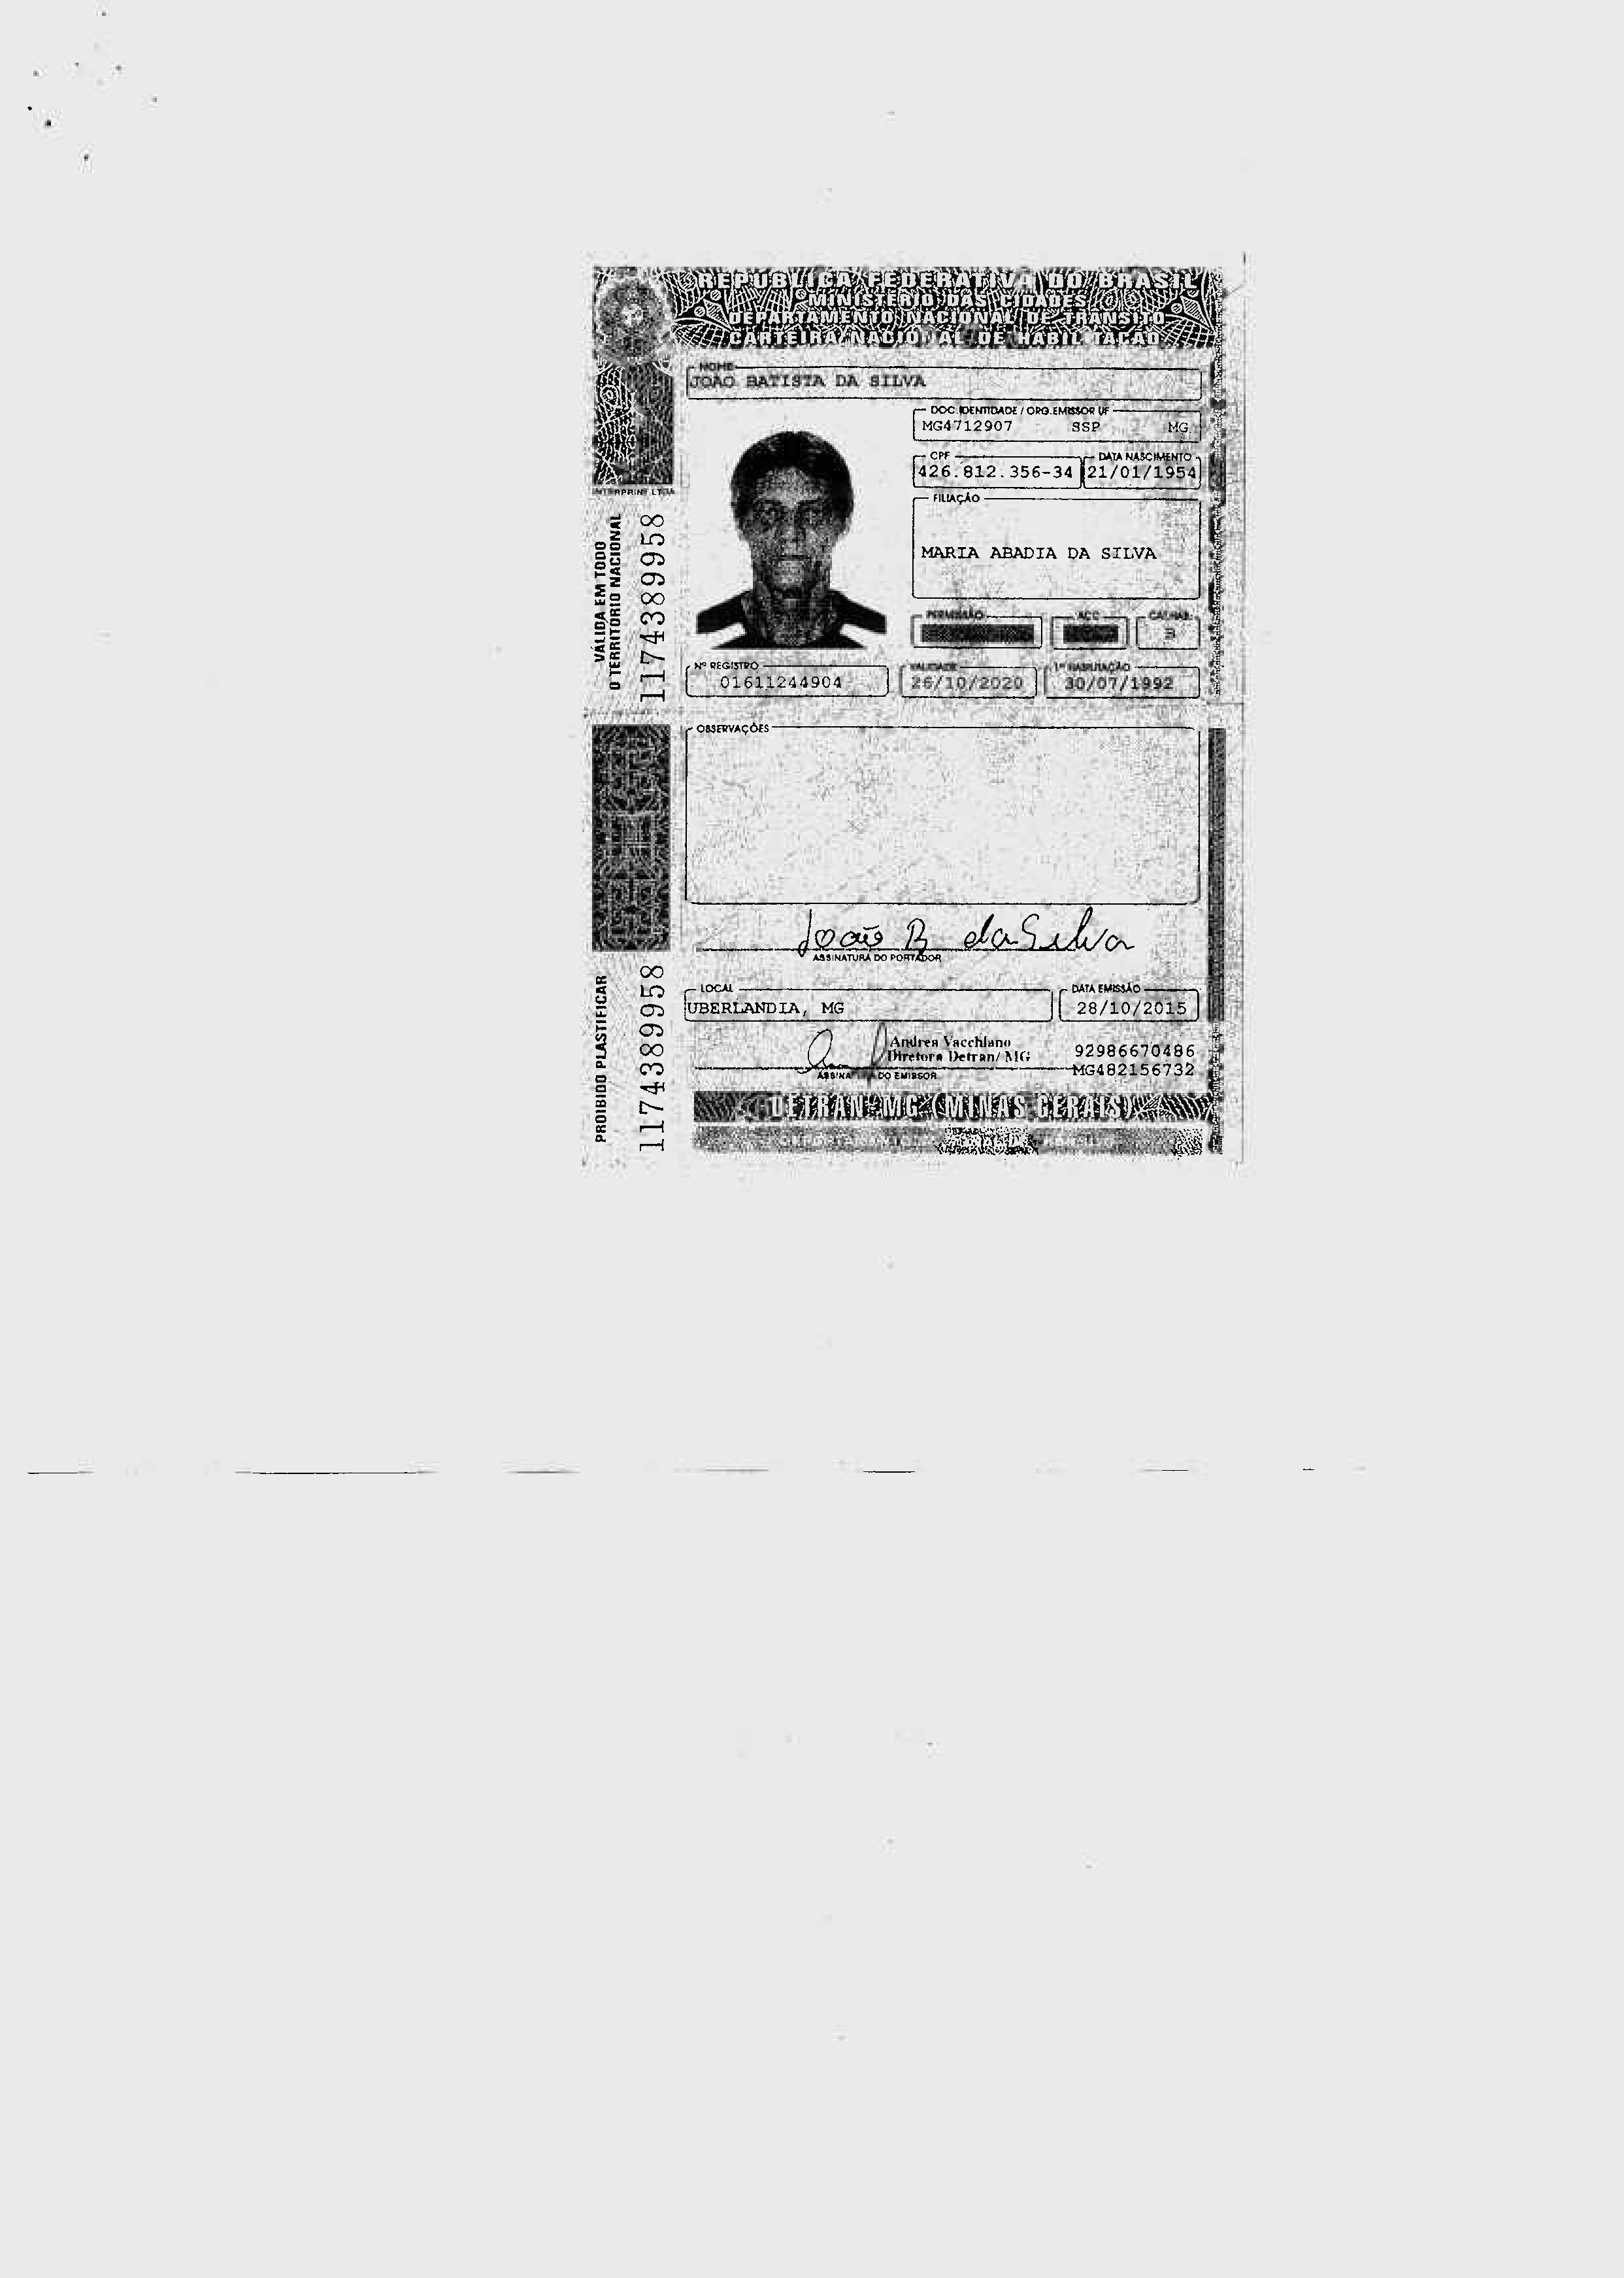 REPÚBLICA FEDERATIVA DO BRASIL
MINISTÉRIO DAS CIDADES
DEPARTAMENTO NACIONAL DE TRÂNSITO
CARTEIRA NACIONAL DE HABILITAÇÃO
NOME
JOAO BATISTA DA SILVA
DOC. IDENTIDADE / ORG. EMISSOR UF
MG4712907 SSP MG
CPF DATA NASCIMENTO
426.812.356-34 21/01/1954
FILIAÇÃO
MARIA ABADIA DA SILVA
PERMISSÃO ACC CAT.HAB.
B
Nº REGISTRO VALIDADE 1ª HABILITAÇÃO
01611244904 26/10/2020 30/07/1992
INTERPRINT LTDA
VÁLIDA EM TODO
O TERRITÓRIO NACIONAL
1174389958
OBSERVAÇÕES
João B da Silva
ASSINATURA DO PORTADOR
LOCAL DATA EMISSÃO
UBERLANDIA, MG 28/10/2015
Andrea Vacchiano
Diretora Detran/ MG
92986670486
MG482156732
ASSINATURA DO EMISSOR
PROIBIDO PLASTIFICAR
1174389958
DETRAN-MG (MINAS GERAIS)